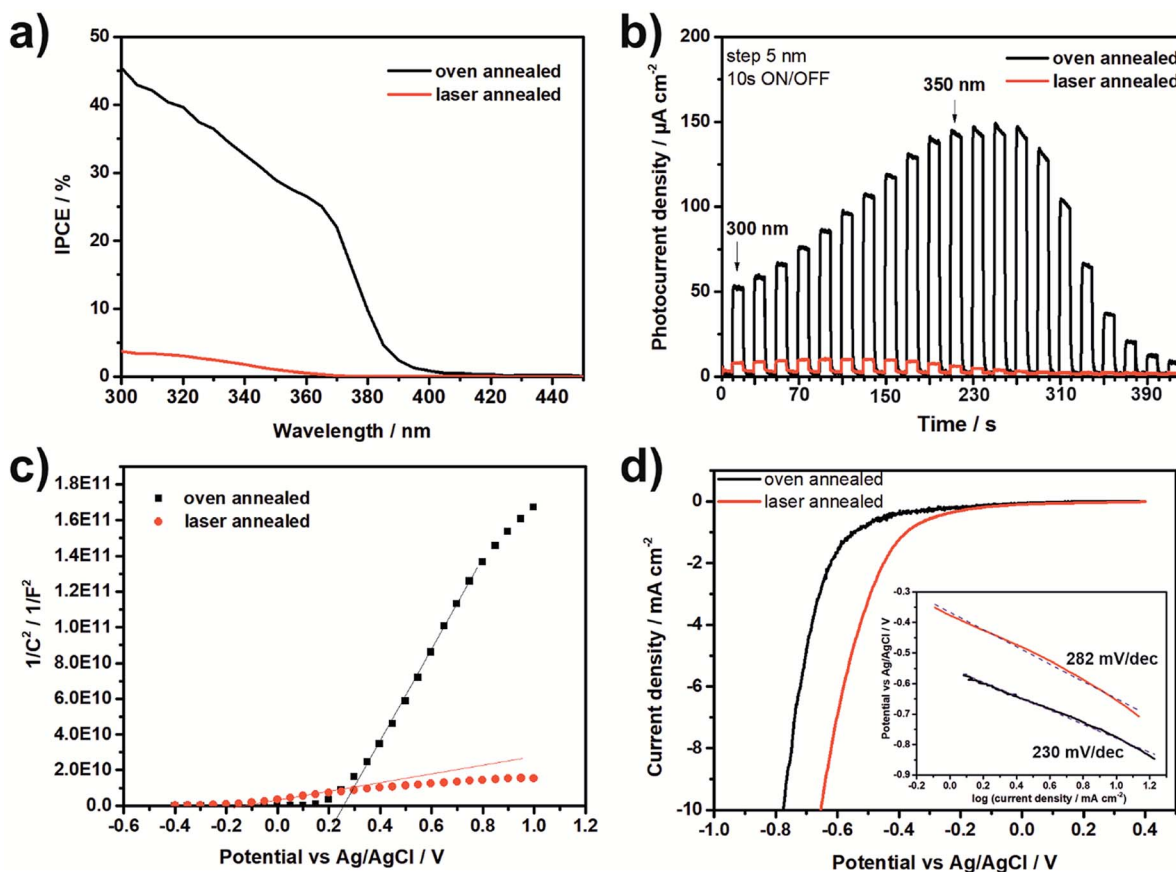 a)
50
40
30
20
10
0
IPCE / %
oven annealed
laser annealed
300 320 340 360 380 400 420 440
Wavelength / nm
b)
200
150
100
50
0
Photocurrent density / µA cm-2
step 5 nm
10s ON/OFF
oven annealed
laser annealed
350 nm
300 nm
0 70 150 230 310 390
Time / s
c)
1.8E11
1.6E11
1.4E11
1.2E11
1.0E11
8.0E10
6.0E10
4.0E10
2.0E10
0.0
1/C2 / 1/F2
oven annealed
laser annealed
-0.6 -0.4 -0.2 0.0 0.2 0.4 0.6 0.8 1.0 1.2
Potential vs Ag/AgCl / V
d)
oven annealed
laser annealed
0
-2
-4
-6
-8
-10
Current density / mA cm-2
-1.0 -0.8 -0.6 -0.4 -0.2 0.0 0.2 0.4
Potential vs Ag/AgCl / V
-0.3
-0.4
-0.5
-0.6
-0.7
-0.8
-0.9
Potential vs Ag/AgCl / V
282 mV/dec
230 mV/dec
0.0 0.2 0.4 0.6 0.8 1.0 1.2
log (current density / mA cm-2)